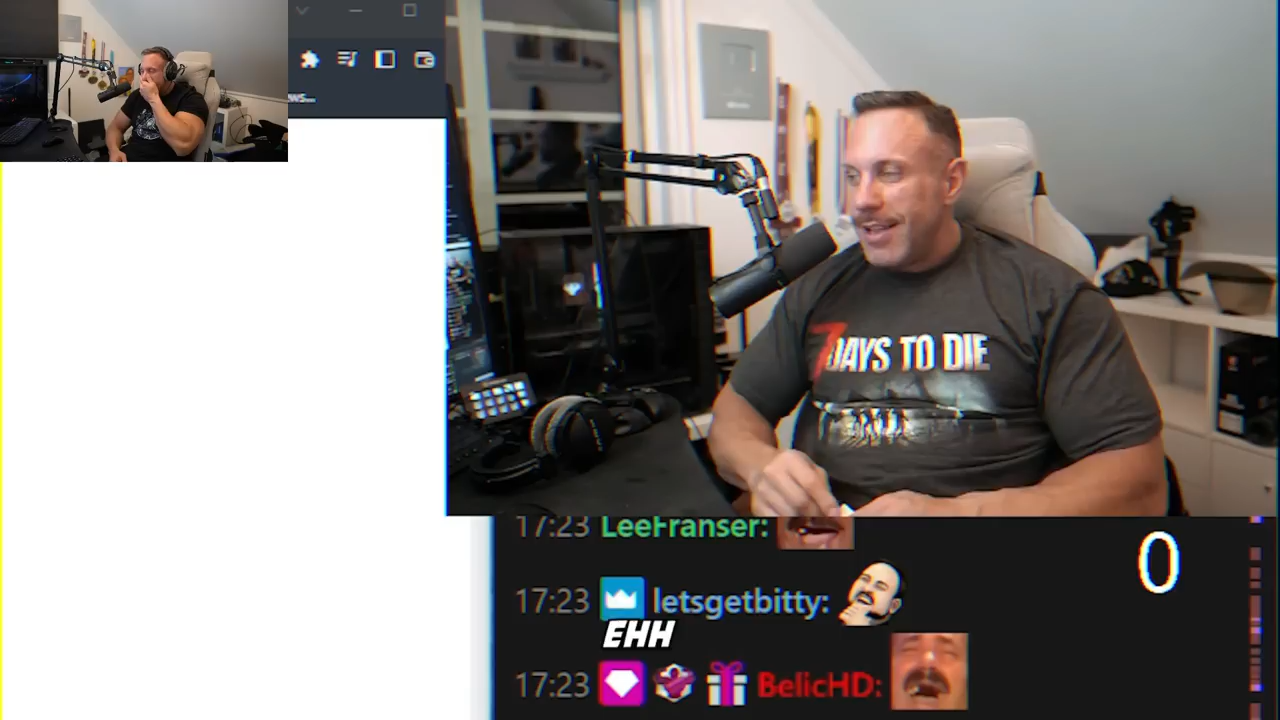 7 DAYS TO DIE
17:23 LeeFranser:
0
17:23 letsgetbitty:
EHH
17:23 BelicHD: